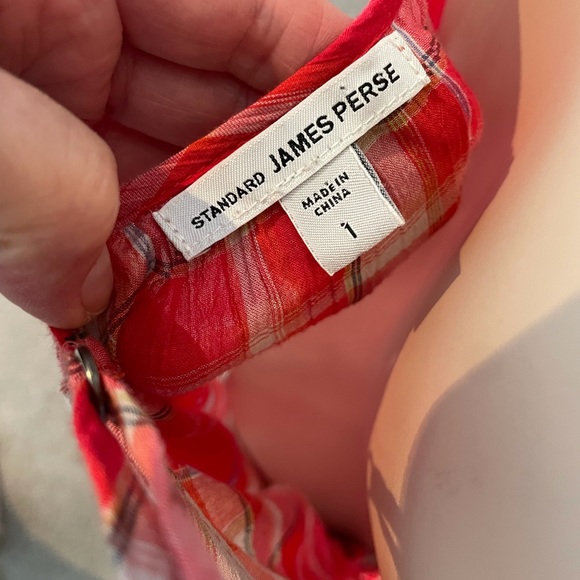 STANDARD JAMES PERSE
MADE IN
CHINA
1